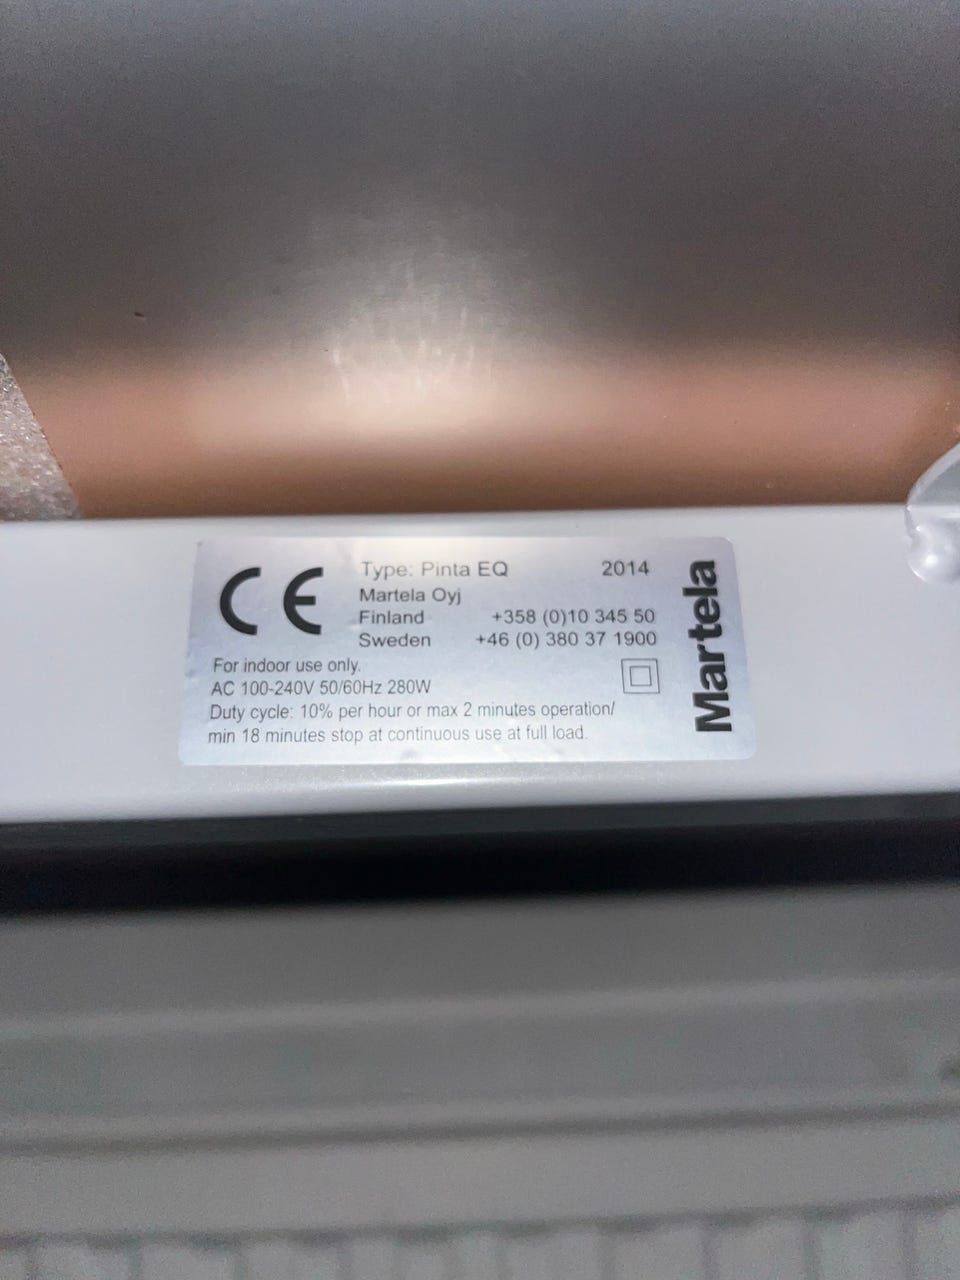 CE
Type: Pinta EQ 2014
Martela Oyj
Finland +358 (0)10 345 50
Sweden +46 (0) 380 37 1900
For indoor use only.
AC 100-240V 50/60Hz 280W
Duty cycle: 10% per hour or max 2 minutes operation/
min 18 minutes stop at continuous use at full load.
Martela